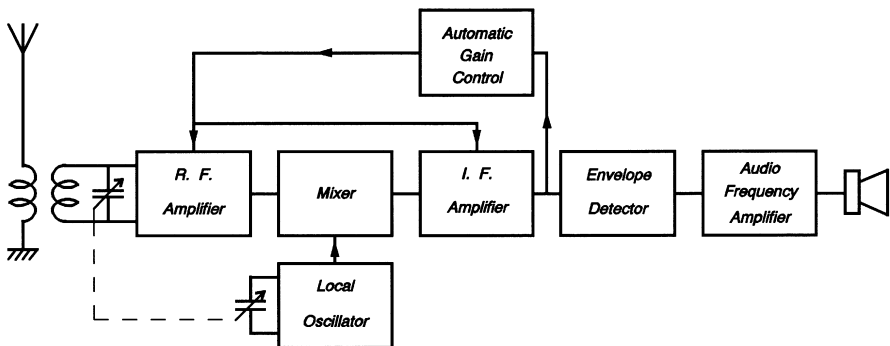 Automatic
Gain
Control
R. F.
Amplifier
Mixer
I. F.
Amplifier
Envelope
Detector
Audio
Frequency
Amplifier
Local
Oscillator